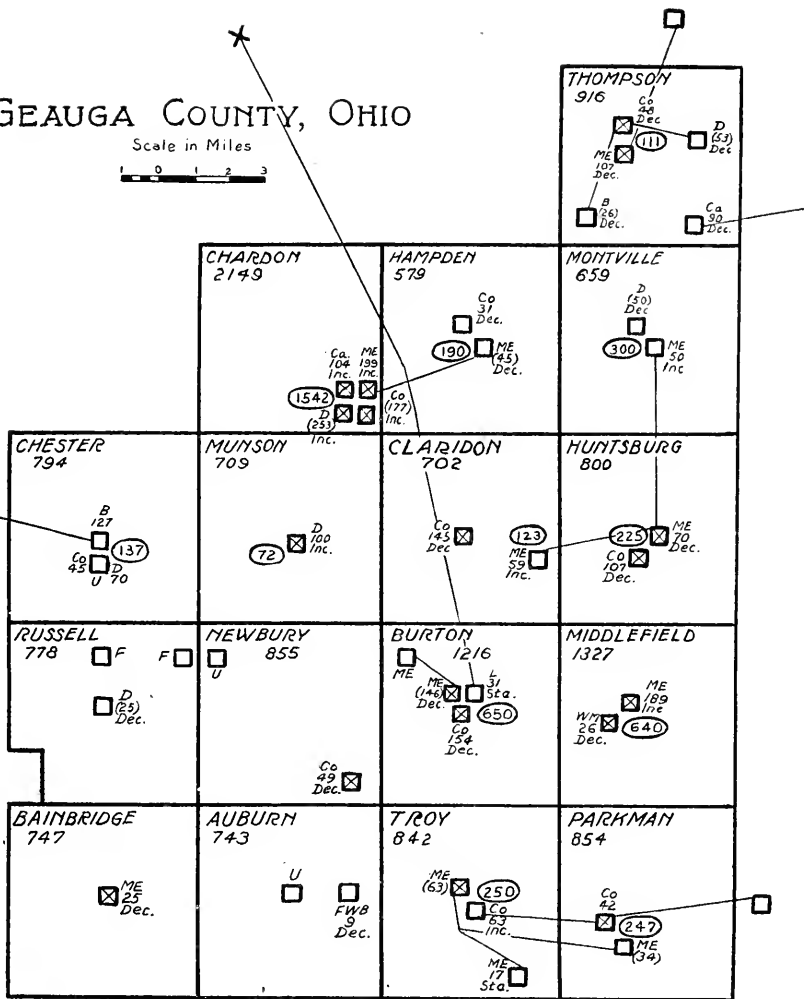 GEAUGA COUNTY, OHIO
Scale in Miles
1 0 1 2 3
THOMPSON
916
Co
48
Dec
ME
107
Dec.
111
D
(53)
Dec
B
(26)
Dec.
Ca
90
Dec.
CHARDON
2149
Ca.
104
Inc.
ME
199
Inc.
1542
D
(253)
Inc.
Co
(177)
Inc.
HAMPDEN
579
Co
31
Dec.
190
ME
(45)
Dec.
MONTVILLE
659
D
(50)
Dec
300
ME
50
Inc
CHESTER
794
B
127
137
Co
45
U
D
70
MUNSON
709
72
D
100
Inc.
CLARIDON
702
Co
145
Dec
123
ME
59
Inc.
HUNTSBURG
800
225
ME
70
Dec.
Co
107
Dec.
RUSSELL
778
F
F
D
(25)
Dec.
NEWBURY
855
U
Co
49
Dec.
BURTON
1216
ME
ME
(146)
Dec.
L
31
Sta.
Co
154
Dec.
650
MIDDLEFIELD
1327
ME
189
Inc
WM
26
Dec.
640
BAINBRIDGE
747
ME
25
Dec.
AUBURN
743
U
FWB
9
Dec.
TROY
842
ME
(63)
250
Co
63
Inc.
ME
17
Sta.
PARKMAN
854
Co
42
247
ME
(34)